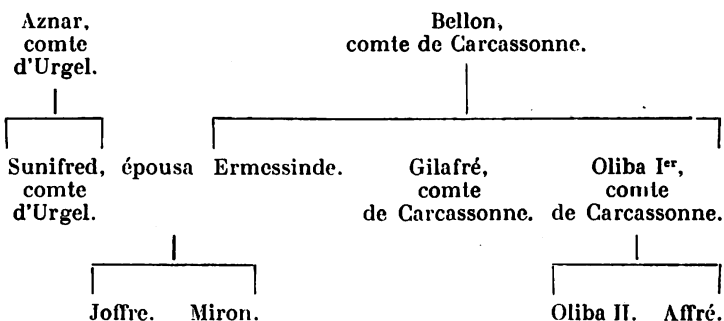 Aznar,
comte
d'Urgel.
Bellon,
comte de Carcassonne.
Sunifred,
comte
d'Urgel.
épousa
Ermessinde.
Gilafré,
comte
de Carcassonne.
Oliba Ier,
comte
de Carcassonne.
Joffre.
Miron.
Oliba II.
Affré.